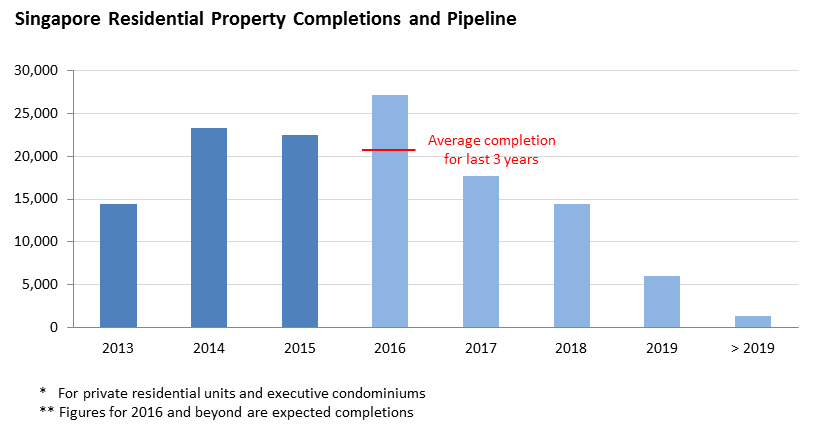 Singapore Residential Property Completions and Pipeline
30,000
25,000
20,000
15,000
10,000
5,000
0
Average completion
for last 3 years
2013 2014 2015 2016 2017 2018 2019 > 2019
* For private residential units and executive condominiums
** Figures for 2016 and beyond are expected completions